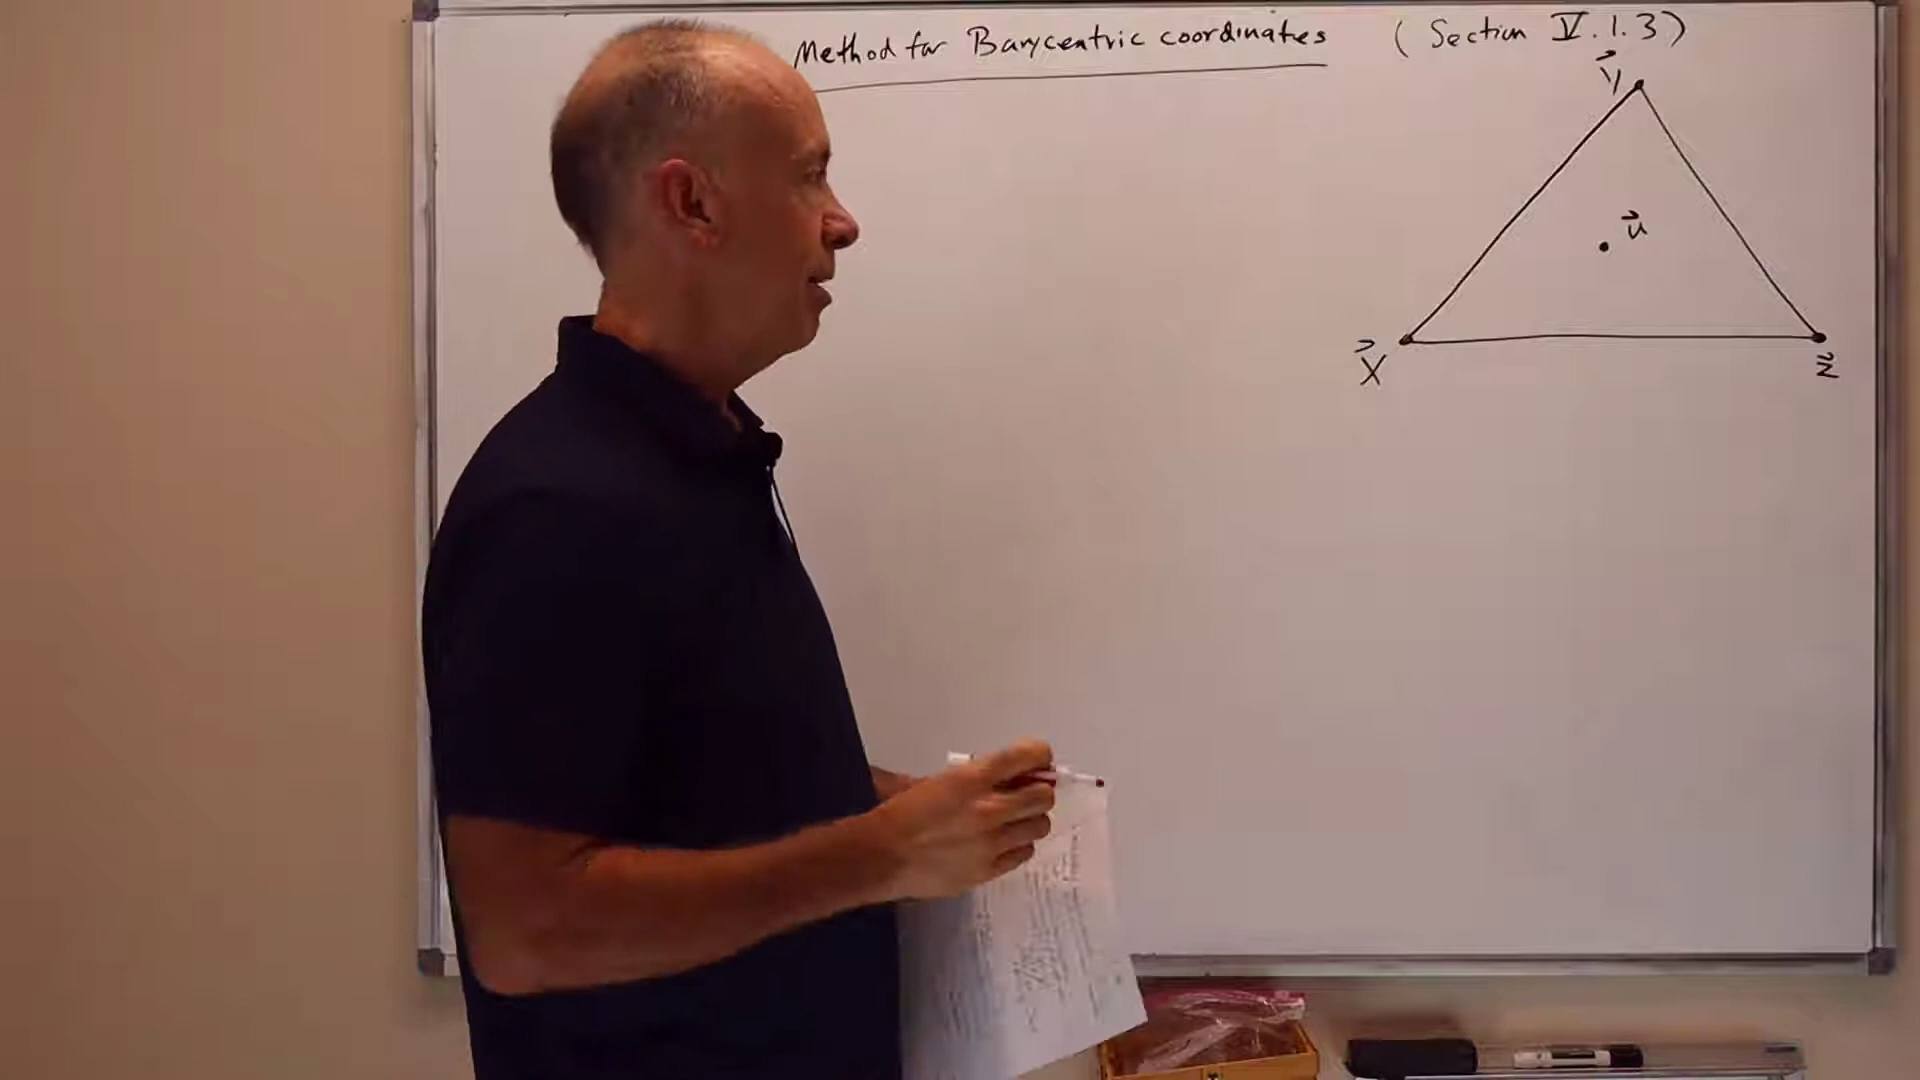 Method for Barycentric coordinates (Section V.1.3)
y
u
x
z